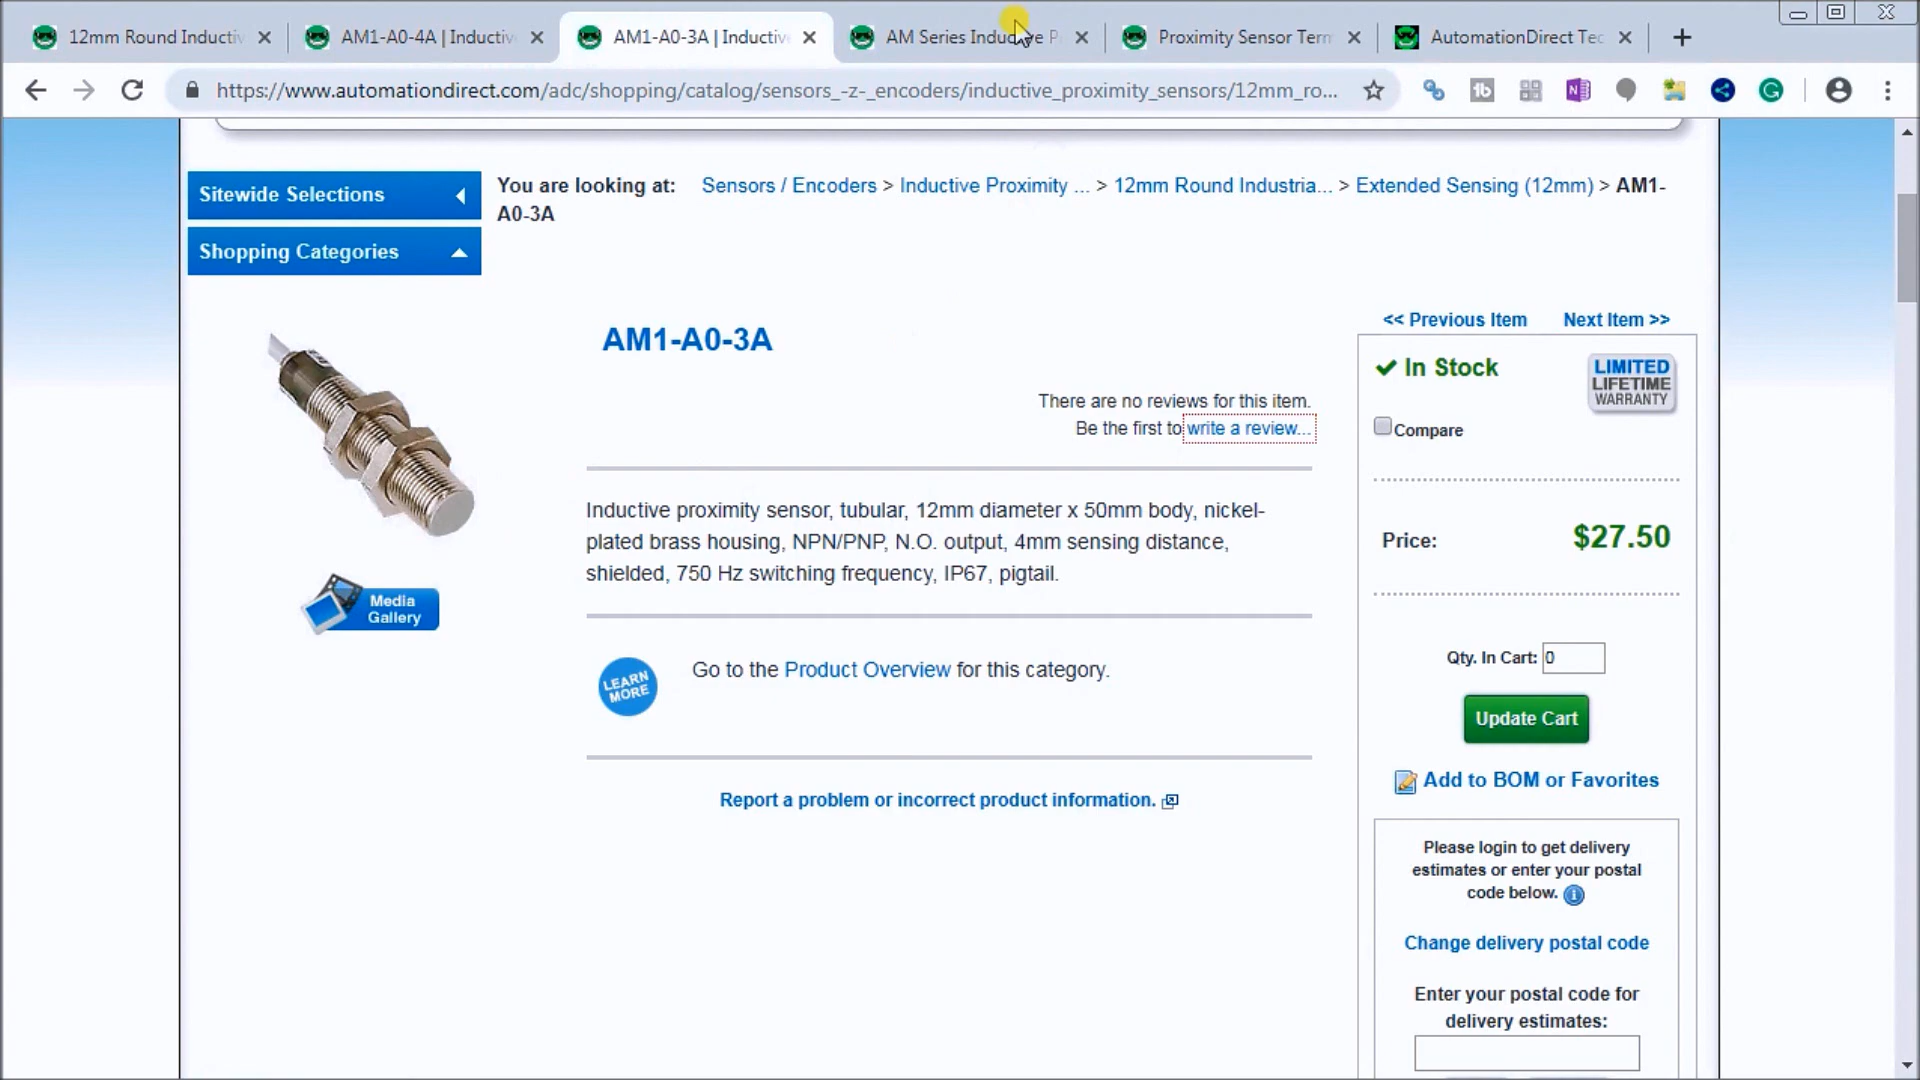 12mm Round Inductiv
AM1-A0-4A | Inductiv
AM1-A0-3A | Inductive
AM Series Inductive P
Proximity Sensor Term
AutomationDirect Tec
https://www.automationdirect.com/adc/shopping/catalog/sensors_-z-_encoders/inductive_proximity_sensors/12mm_ro...
Sitewide Selections
Shopping Categories
You are looking at: Sensors / Encoders > Inductive Proximity ... > 12mm Round Industria... > Extended Sensing (12mm) > AM1-
A0-3A
<< Previous Item Next Item >>
AM1-A0-3A
In Stock
LIMITED
LIFETIME
WARRANTY
Compare
There are no reviews for this item.
Be the first to write a review...
Inductive proximity sensor, tubular, 12mm diameter x 50mm body, nickel-
plated brass housing, NPN/PNP, N.O. output, 4mm sensing distance,
shielded, 750 Hz switching frequency, IP67, pigtail.
Price: $27.50
Media
Gallery
LEARN
MORE
Go to the Product Overview for this category.
Qty. In Cart: 0
Update Cart
Add to BOM or Favorites
Report a problem or incorrect product information.
Please login to get delivery
estimates or enter your postal
code below.
Change delivery postal code
Enter your postal code for
delivery estimates: